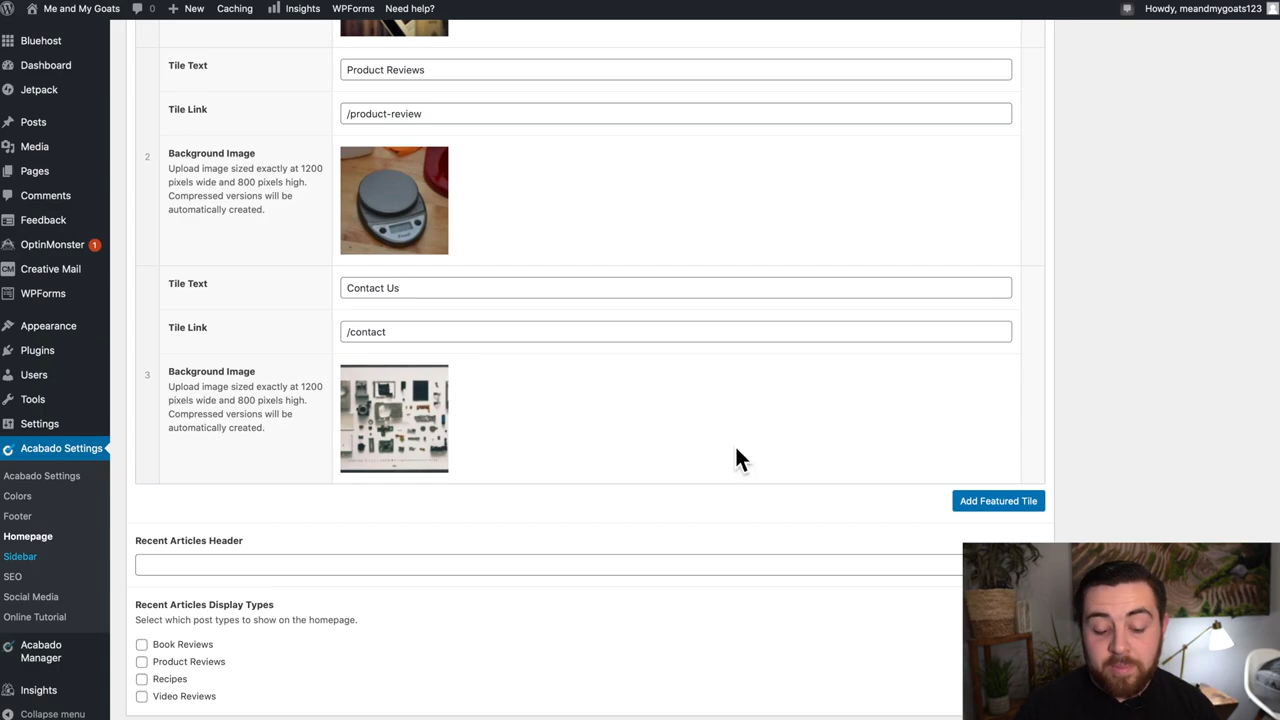 Me and My Goats
0
New
Caching
Insights
WPForms
Need help?
Howdy, meandmygoats123
Bluehost
Dashboard
Jetpack
Posts
Media
Pages
Comments
Feedback
OptinMonster
1
Creative Mail
WPForms
Appearance
Plugins
Users
Tools
Settings
Acabado Settings
Acabado Settings
Colors
Footer
Homepage
Sidebar
SEO
Social Media
Online Tutorial
Acabado
Manager
Insights
Collapse menu
Tile Text
Product Reviews
Tile Link
/product-review
2
Background Image
Upload image sized exactly at 1200
pixels wide and 800 pixels high.
Compressed versions will be
automatically created.
Tile Text
Contact Us
Tile Link
/contact
3
Background Image
Upload image sized exactly at 1200
pixels wide and 800 pixels high.
Compressed versions will be
automatically created.
Add Featured Tile
Recent Articles Header
Recent Articles Display Types
Select which post types to show on the homepage.
Book Reviews
Product Reviews
Recipes
Video Reviews